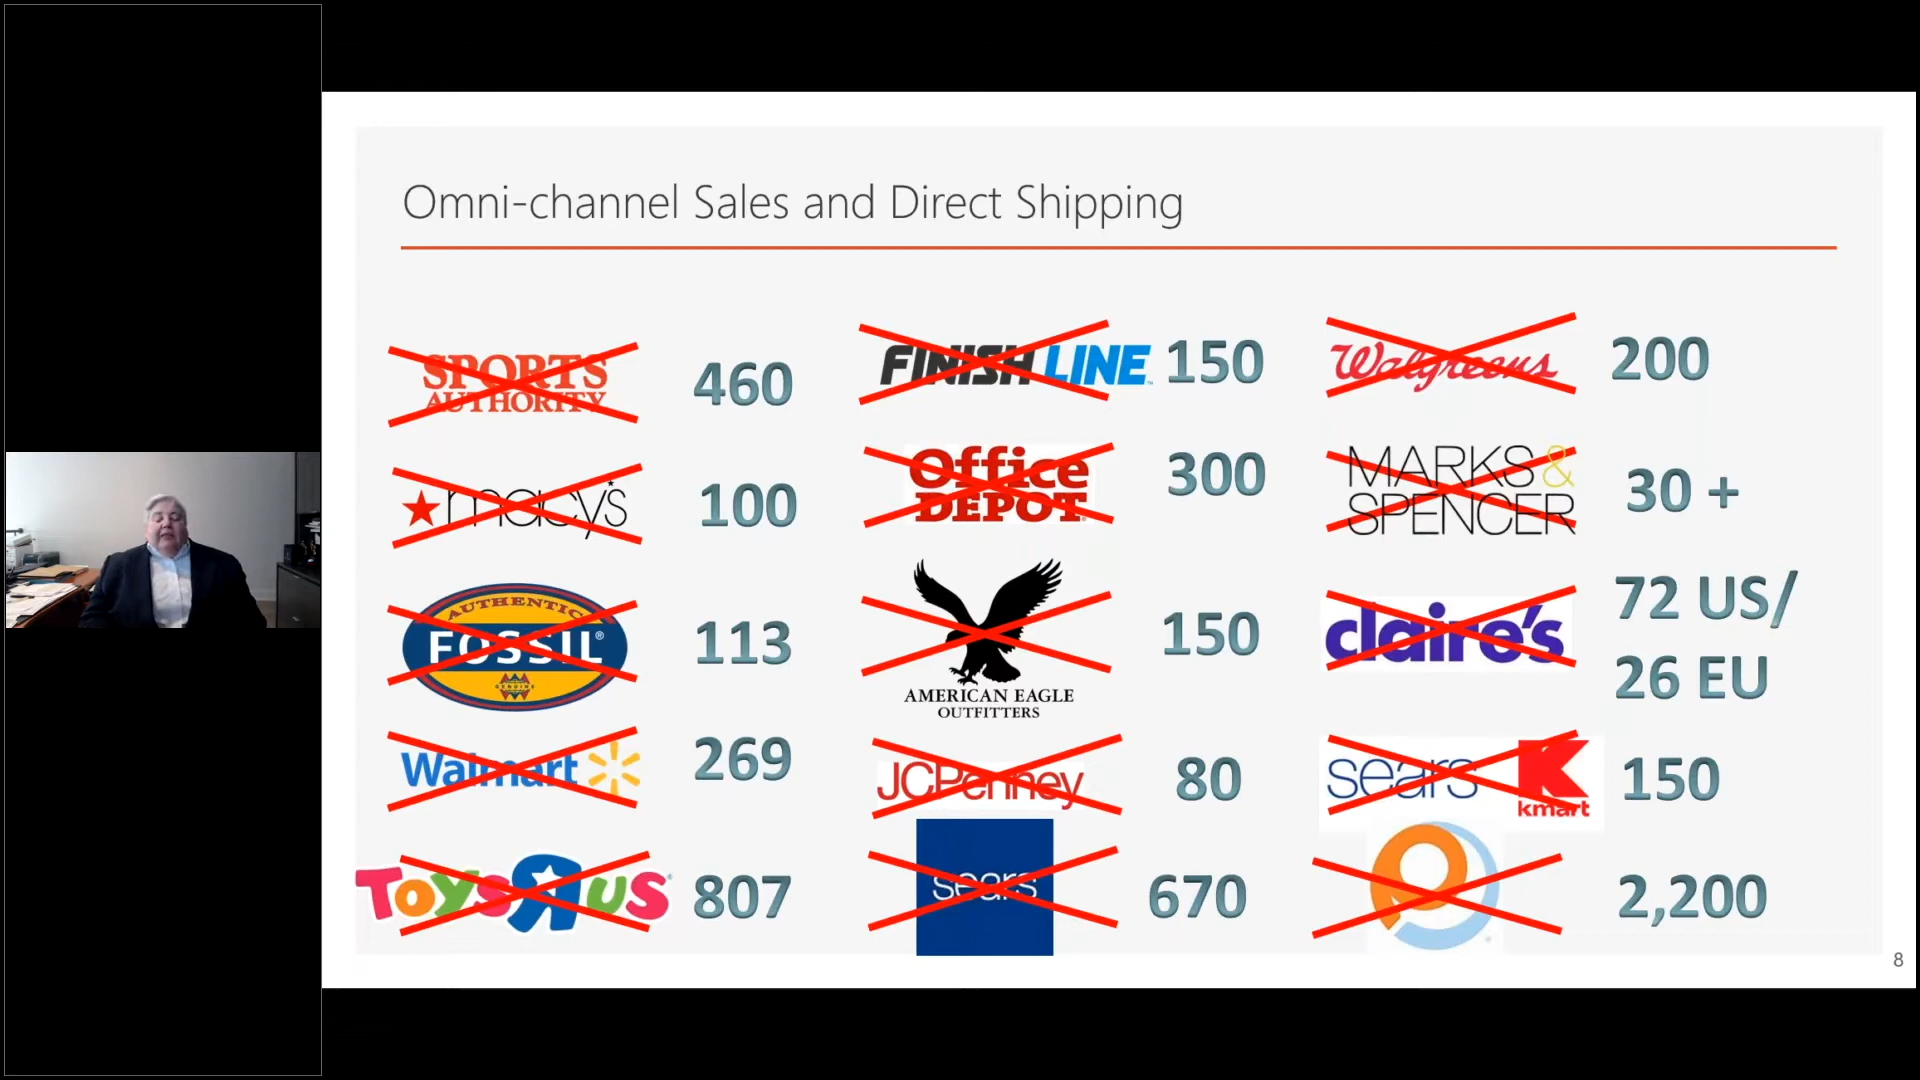 Omni-channel Sales and Direct Shipping
SPORTS
AUTHORITY
460
FINISH LINE
150
Walgreens
200
macy's
100
Office
DEPOT
300
MARKS &
SPENCER
30 +
AUTHENTIC
FOSSIL®
GENUINE
113
AMERICAN EAGLE
OUTFITTERS
150
claire's
72 US/
26 EU
Walmart
269
JCPenney
80
sears
kmart
150
TOYS R US
807
sears
670
2,200
8